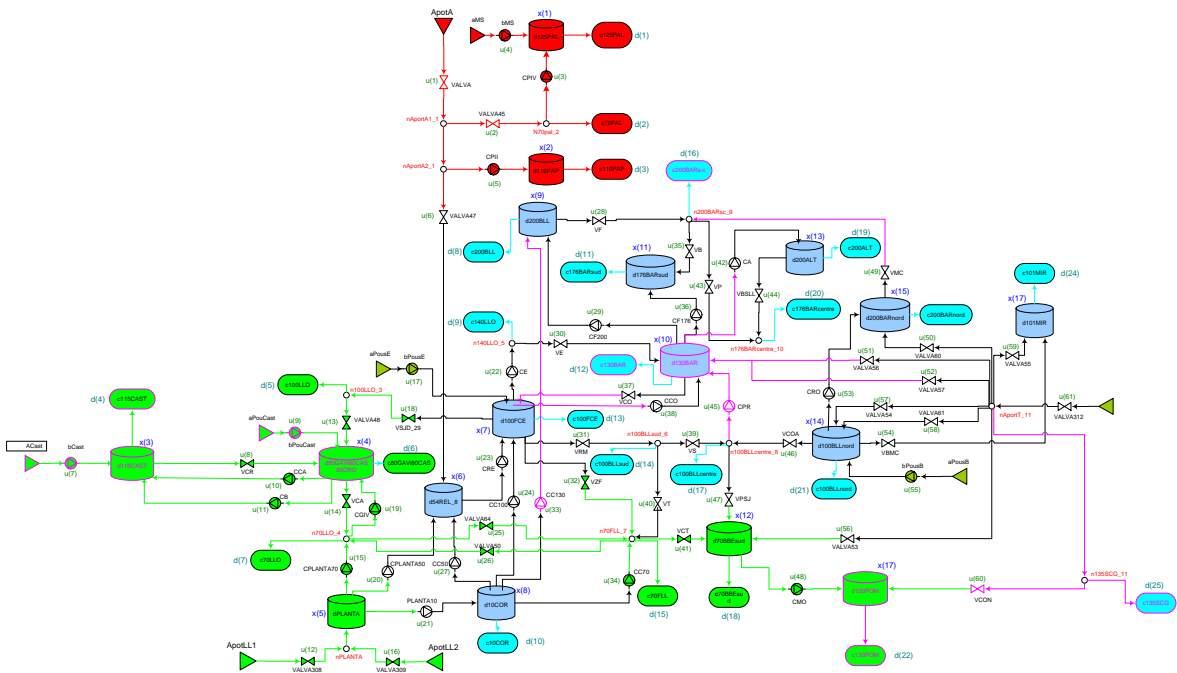 ApotA
x(1)
aMS
bMS
u(4)
d125PAL
c125PAL
d(1)
u(1)
VALVA
CPIV
u(3)
nAportA1_1
VALVA45
u(2)
N70pal_2
c70PAL
d(2)
x(2)
nAportA2_1
CPII
u(5)
d110PAP
c110PAP
d(3)
d(16)
c200BARsc
u(6)
VALVA47
x(9)
d200BLL
u(28)
VF
n200BARsc_9
d(8)
c200BLL
d(11)
c176BARsud
x(11)
d176BARsud
u(35)
VB
u(42)
CA
x(13)
d200ALT
d(19)
c200ALT
u(43)
VP
VBSLL
u(44)
d(20)
c176BARcentre
u(49)
VMC
x(15)
d200BARnord
c200BARnord
d(22)
c101MIR
d(24)
x(17)
d101MIR
u(36)
CF176
u(29)
CF200
d(9)
c140LLO
n140LLO_5
u(30)
VE
x(10)
d130BAR
n176BARcentre_10
d(12)
c130BAR
u(50)
VALVA60
u(51)
VALVA56
u(52)
VALVA57
u(59)
VALVA55
aPousE
bPousE
u(17)
u(22)
CE
u(37)
VCO
CCO
u(38)
u(45)
CPR
CRO
u(53)
u(57)
VALVA54
VALVA61
u(58)
nAportT_11
u(61)
VALVA312
d(5)
c100LLO
n100LLO_3
u(18)
VSJD_29
u(13)
VALVA48
d(4)
c115CAST
aPouCast
u(9)
bPouCast
x(7)
d100FCE
c100FCE
d(13)
u(31)
VRM
n100BLLsud_6
u(39)
VS
n100BLLcentre_8
VCOA
u(46)
x(14)
d100BLLnord
u(54)
VBMC
ACast
bCast
u(7)
x(3)
d115CAST
u(8)
VCR
CCA
u(10)
CB
u(11)
x(4)
c80GAVi80CAS
d(6)
VCA
u(14)
CGIV
u(19)
u(23)
CRE
x(6)
d54REL_8
CC100
u(24)
CC130
u(33)
u(32)
VZF
c100BLLsud
d(14)
c100BLLcentre
d(17)
u(40)
VT
u(47)
VPSJ
d(21)
c100BLLnord
bPousB
u(55)
aPousB
n70LLO_4
VALVA64
u(25)
VALVA50
u(26)
n70FLL_7
VCT
u(41)
x(12)
d70BBEsud
u(56)
VALVA53
d(7)
c70LLO
u(15)
CPLANTA70
CPLANTA50
u(20)
CC50
u(27)
u(34)
CC70
c70FLL
d(15)
c70BBEsu
d
d(18)
u(48)
CMO
x(17)
u(60)
VCON
n135SCG_11
d(25)
c135SCG
x(5)
dPLANTA
PLANTA10
u(21)
x(8)
d10COR
c10COR
d(10)
ApotLL1
u(12)
VALVA308
nPLANTA
u(16)
VALVA309
ApotLL2
d(22)